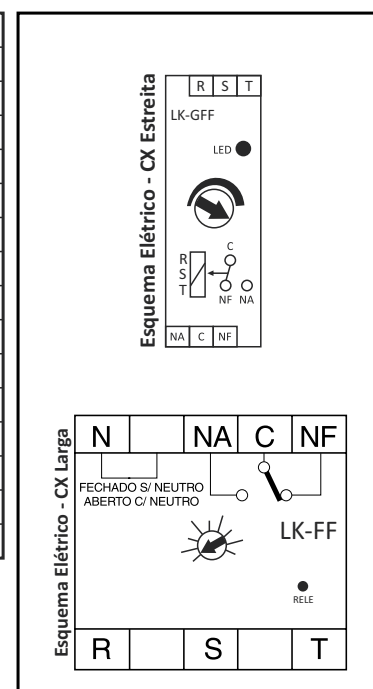 Esquema Elétrico - CX Estreita
R S T
LK-GFF
LED
C
R
S
T
NF NA
NA C NF
Esquema Elétrico - CX Larga
N NA C NF
FECHADO S/ NEUTRO
ABERTO C/ NEUTRO
LK-FF
RELE
R S T